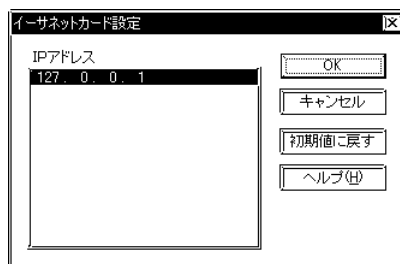 イーサネットカード設定
IPアドレス
127. 0. 0. 1
OK
キャンセル
初期値に戻す
ヘルプ(H)